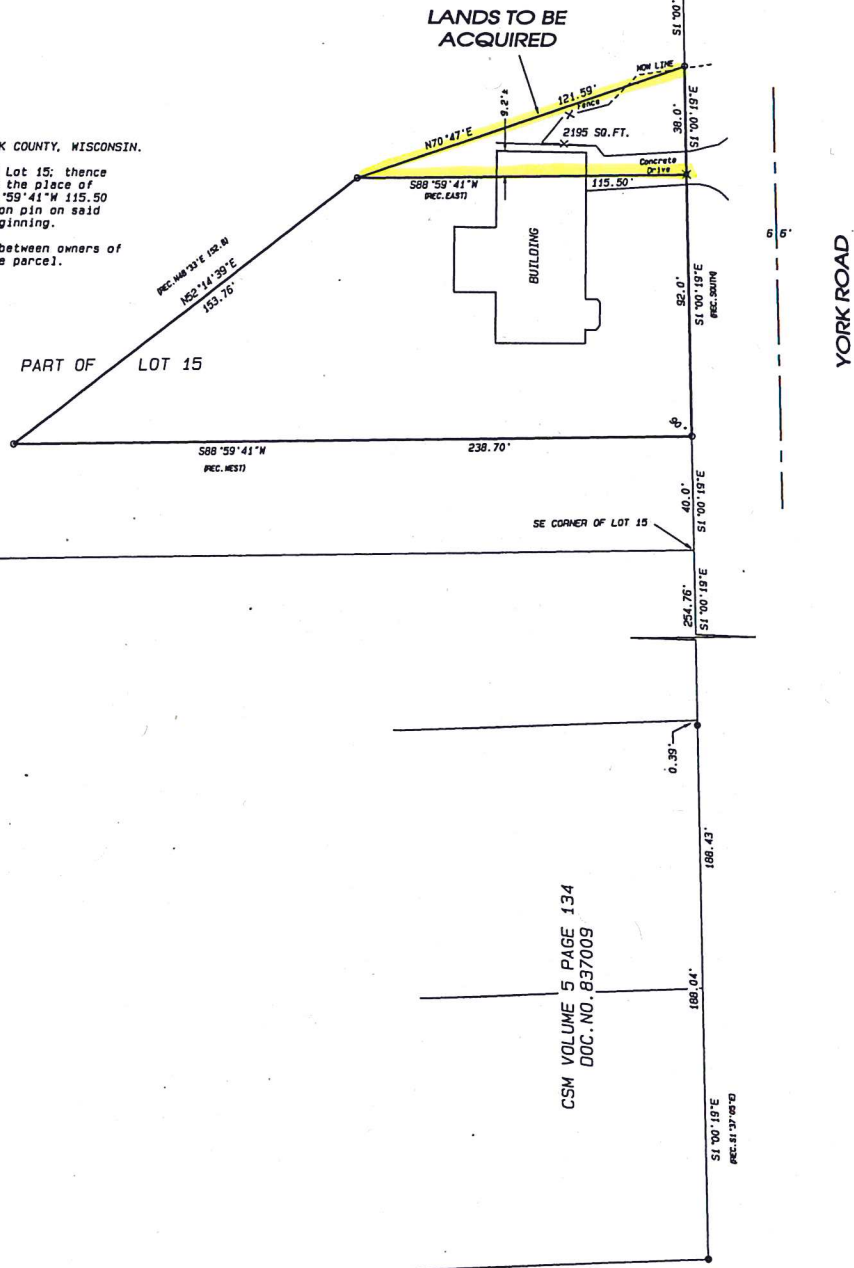 LANDS TO BE
ACQUIRED
S1°00'
MOW LINE
121.59'
Fence
9.2'±
S1°00'19"E
38.0'
N70°47'E
2195 SQ.FT.
K COUNTY, WISCONSIN.
Lot 15; thence
the place of
°59'41"W 115.50
on pin on said
ginning.
between owners of
e parcel.
Concrete
Drive
S88°59'41"W
(REC.EAST)
115.50'
BUILDING
66'
YORK ROAD
(REC.N48°33'E 152.8)
N52°14'39"E
153.76'
92.0'
S1°00'19"E
(REC.SOUTH)
PART OF LOT 15
90°
S88°59'41"W
(REC.WEST)
238.70'
40.0'
S1°00'19"E
SE CORNER OF LOT 15
254.76'
S1°00'19"E
0.39'
188.43'
CSM VOLUME 5 PAGE 134
DOC.NO.837009
188.04'
S1°00'19"E
(REC.S1°37'05"E)